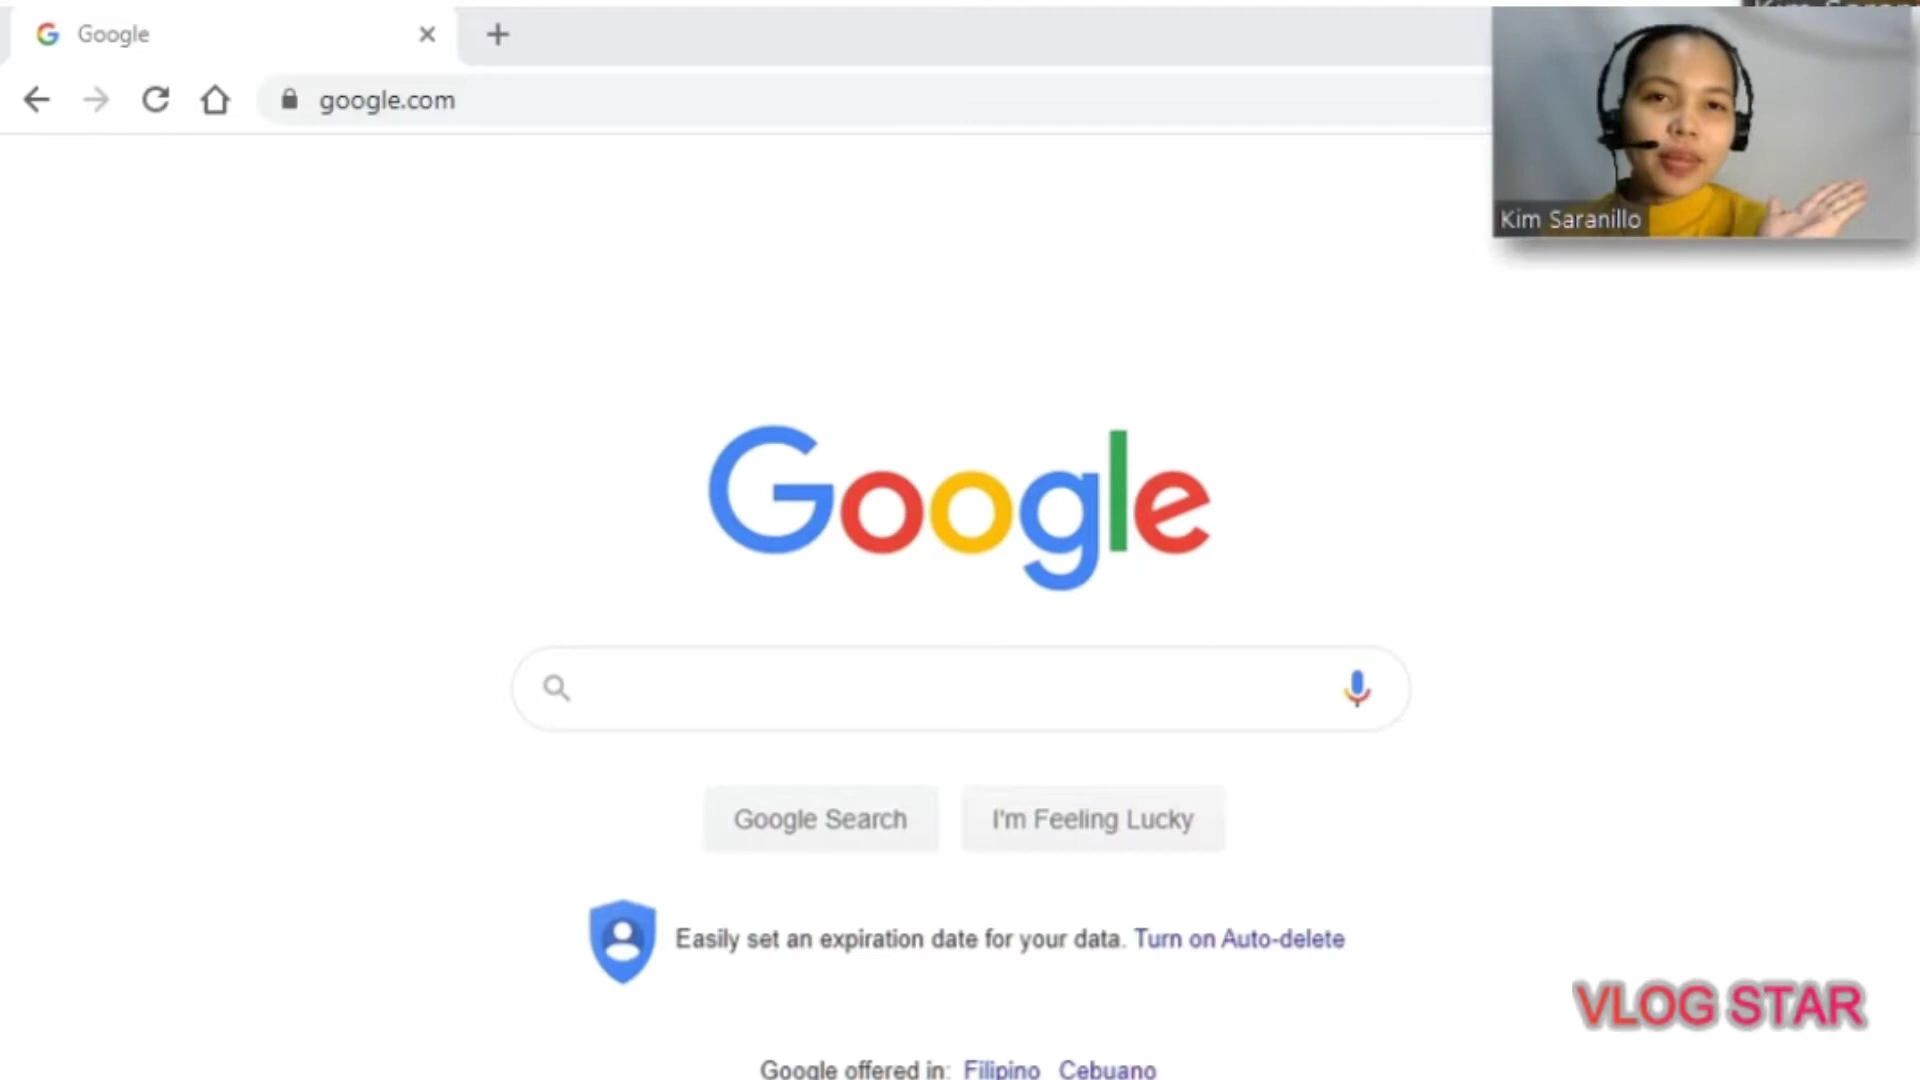 Google
google.com
Kim Saranillo
Google
Google Search
I'm Feeling Lucky
Easily set an expiration date for your data. Turn on Auto-delete
VLOG STAR
Google offered in: Filipino Cebuano